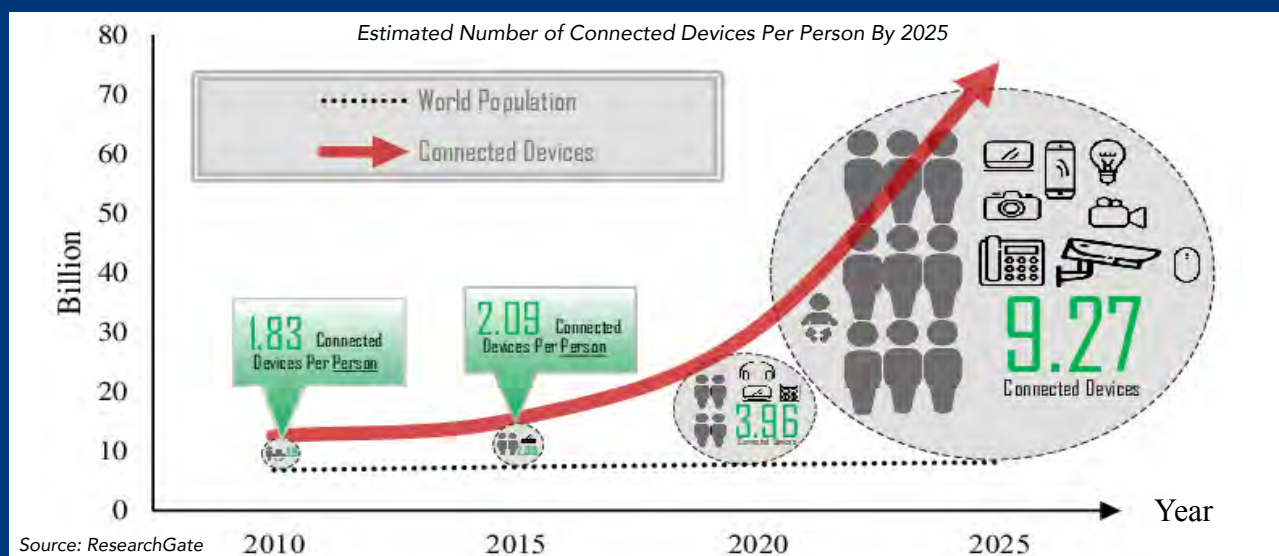 Estimated Number of Connected Devices Per Person By 2025
80
70
60
50
40
30
20
10
0
Billion
World Population
Connected Devices
1.83 Connected
Devices Per Person
2.09 Connected
Devices Per Person
3.96
Connected Devices
9.27
Connected Devices
Year
2010
2015
2020
2025
Source: ResearchGate